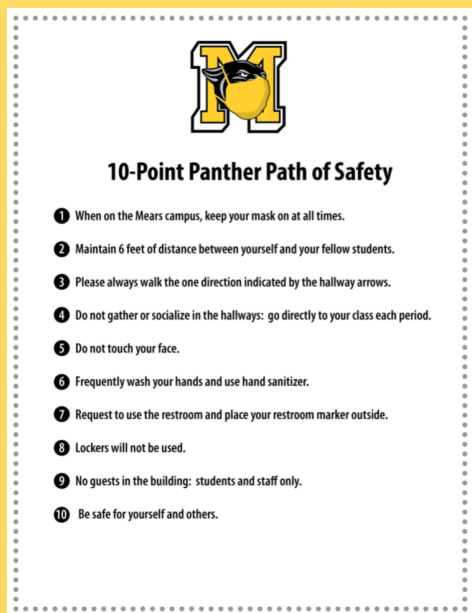 M
10-Point Panther Path of Safety
1 When on the Mears campus, keep your mask on at all times.
2 Maintain 6 feet of distance between yourself and your fellow students.
3 Please always walk the one direction indicated by the hallway arrows.
4 Do not gather or socialize in the hallways: go directly to your class each period.
5 Do not touch your face.
6 Frequently wash your hands and use hand sanitizer.
7 Request to use the restroom and place your restroom marker outside.
8 Lockers will not be used.
9 No guests in the building: students and staff only.
10 Be safe for yourself and others.